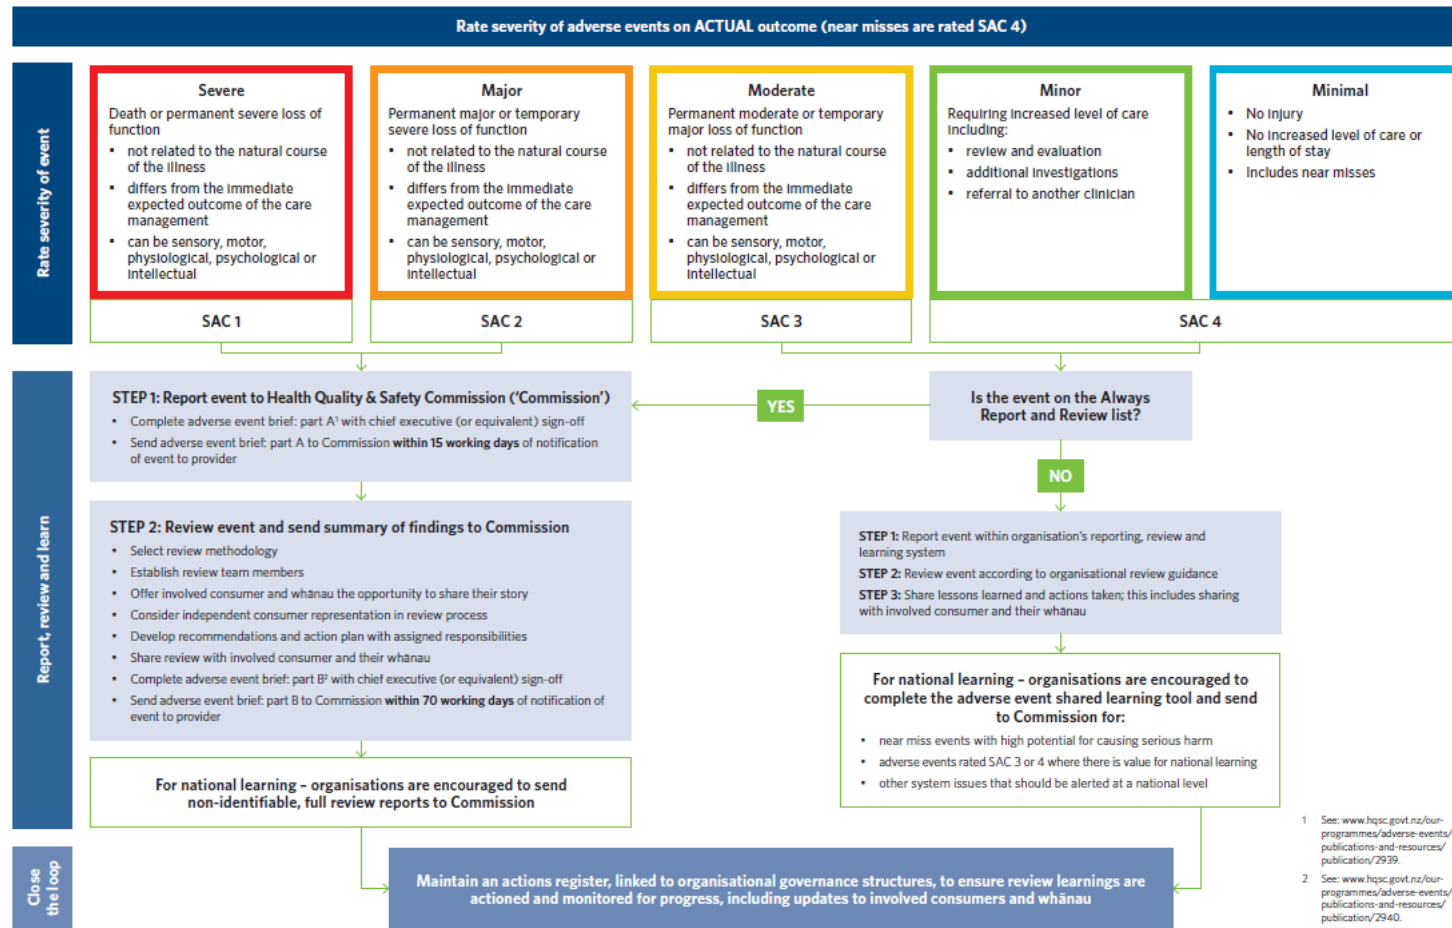 Rate severity of adverse events on ACTUAL outcome (near misses are rated SAC 4)
Rate severity of event
Severe
Death or permanent severe loss of
function
• not related to the natural course
of the illness
• differs from the immediate
expected outcome of the care
management
• can be sensory, motor,
physiological, psychological or
intellectual
SAC 1
Major
Permanent major or temporary
severe loss of function
• not related to the natural course
of the illness
• differs from the immediate
expected outcome of the care
management
• can be sensory, motor,
physiological, psychological or
intellectual
SAC 2
Moderate
Permanent moderate or temporary
major loss of function
• not related to the natural course
of the illness
• differs from the immediate
expected outcome of the care
management
• can be sensory, motor,
physiological, psychological or
intellectual
SAC 3
Minor
Requiring increased level of care
including:
• review and evaluation
• additional investigations
• referral to another clinician
Minimal
• No injury
• No increased level of care or
length of stay
• Includes near misses
SAC 4
Report, review and learn
STEP 1: Report event to Health Quality & Safety Commission (‘Commission’)
• Complete adverse event brief: part A¹ with chief executive (or equivalent) sign-off
• Send adverse event brief: part A to Commission within 15 working days of notification
of event to provider
YES
Is the event on the Always
Report and Review list?
NO
STEP 2: Review event and send summary of findings to Commission
• Select review methodology
• Establish review team members
• Offer involved consumer and whānau the opportunity to share their story
• Consider independent consumer representation in review process
• Develop recommendations and action plan with assigned responsibilities
• Share review with involved consumer and their whānau
• Complete adverse event brief: part B² with chief executive (or equivalent) sign-off
• Send adverse event brief: part B to Commission within 70 working days of notification of
event to provider
For national learning – organisations are encouraged to send
non-identifiable, full review reports to Commission
STEP 1: Report event within organisation’s reporting, review and
learning system
STEP 2: Review event according to organisational review guidance
STEP 3: Share lessons learned and actions taken; this includes sharing
with involved consumer and their whānau
For national learning – organisations are encouraged to
complete the adverse event shared learning tool and send
to Commission for:
• near miss events with high potential for causing serious harm
• adverse events rated SAC 3 or 4 where there is value for national learning
• other system issues that should be alerted at a national level
Close
the loop
Maintain an actions register, linked to organisational governance structures, to ensure review learnings are
actioned and monitored for progress, including updates to involved consumers and whānau
1 See: www.hqsc.govt.nz/our-
programmes/adverse-events/
publications-and-resources/
publication/2939.
2 See: www.hqsc.govt.nz/our-
programmes/adverse-events/
publications-and-resources/
publication/2940.